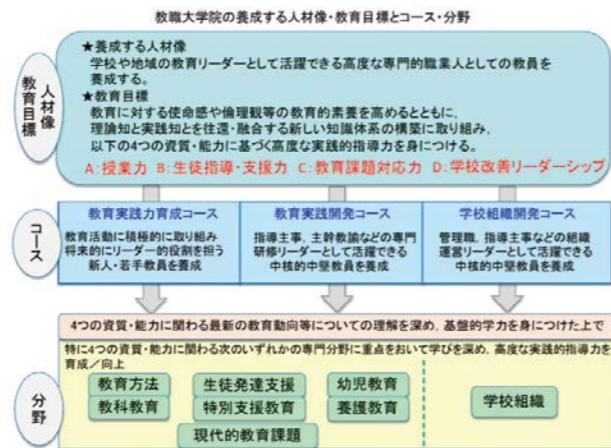 教職大学院の養成する人材像・教育目標とコース・分野
人材像
教育目標
★養成する人材像
学校や地域の教育リーダーとして活躍できる高度な専門的職業人としての教員を
養成する。
★教育目標
教育に対する使命感や倫理観等の教育的素養を高めるとともに、
理論知と実践知とを往還・融合する新しい知識体系の構築に取り組み、
以下の4つの資質・能力に基づく高度な実践的指導力を身につける。
A:授業力 B:生徒指導・支援力 C:教育課題対応力 D:学校改善リーダーシップ
コース
教育実践力育成コース
教育活動に積極的に取り組み
将来的にリーダー的役割を担う
新人・若手教員を養成
教育実践開発コース
指導主事、主幹教諭などの専門
研修リーダーとして活躍できる
中核的中堅教員を養成
学校組織開発コース
管理職、指導主事などの組織
運営リーダーとして活躍できる
中核的中堅教員を養成
分野
4つの資質・能力に関わる最新の教育動向等についての理解を深め、基盤的学力を身につけた上で
特に4つの資質・能力に関わる次のいずれかの専門分野に重点をおいて学びを深め、高度な実践的指導力を
育成/向上
教育方法
生徒発達支援
幼児教育
教科教育
特別支援教育
養護教育
学校組織
現代的教育課題